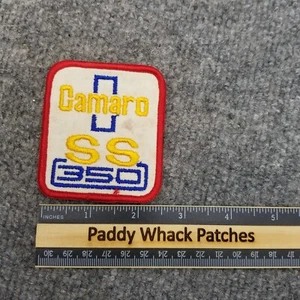 Camaro
SS
350
INCHES 1 2 3 4 5
Paddy Whack Patches